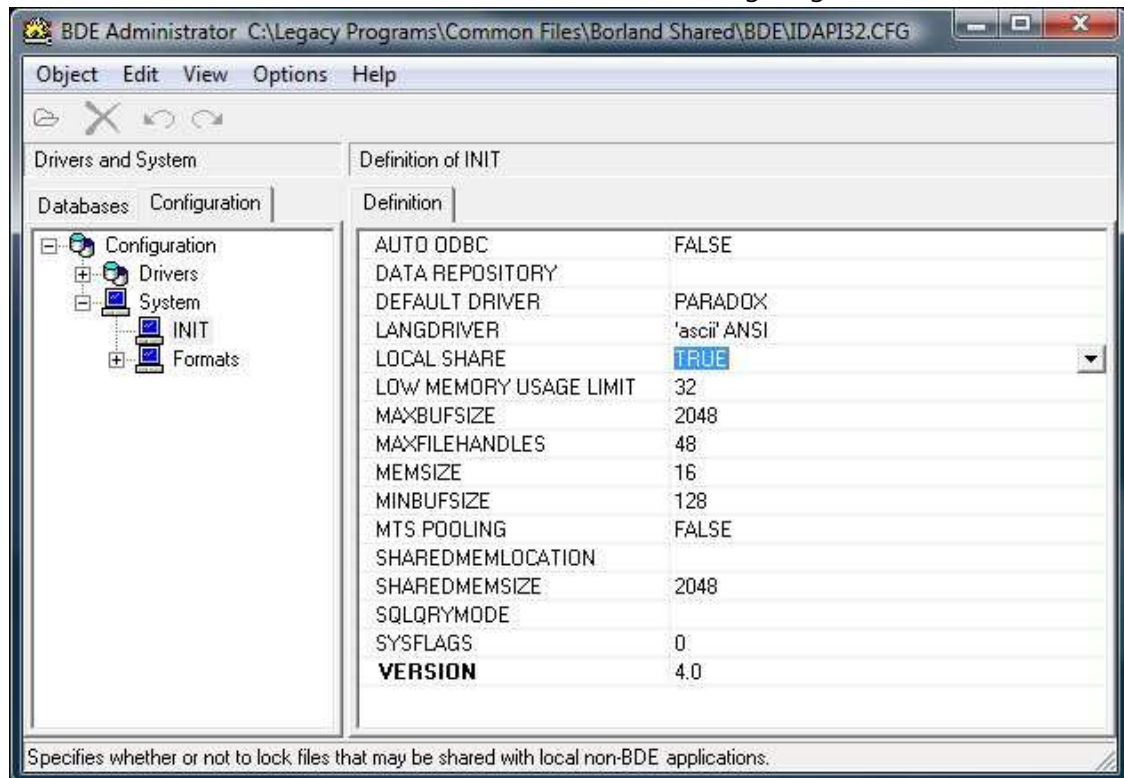 BDE Administrator C:\Legacy Programs\Common Files\Borland Shared\BDE\IDAPI32.CFG
Object Edit View Options Help
Drivers and System
Definition of INIT
Databases Configuration
Definition
Configuration
Drivers
System
INIT
Formats
AUTO ODBC FALSE
DATA REPOSITORY
DEFAULT DRIVER PARADOX
LANGDRIVER 'ascii' ANSI
LOCAL SHARE TRUE
LOW MEMORY USAGE LIMIT 32
MAXBUFSIZE 2048
MAXFILEHANDLES 48
MEMSIZE 16
MINBUFSIZE 128
MTS POOLING FALSE
SHAREDMEMLOCATION
SHAREDMEMSIZE 2048
SQLQRYMODE
SYSFLAGS 0
VERSION 4.0
Specifies whether or not to lock files that may be shared with local non-BDE applications.